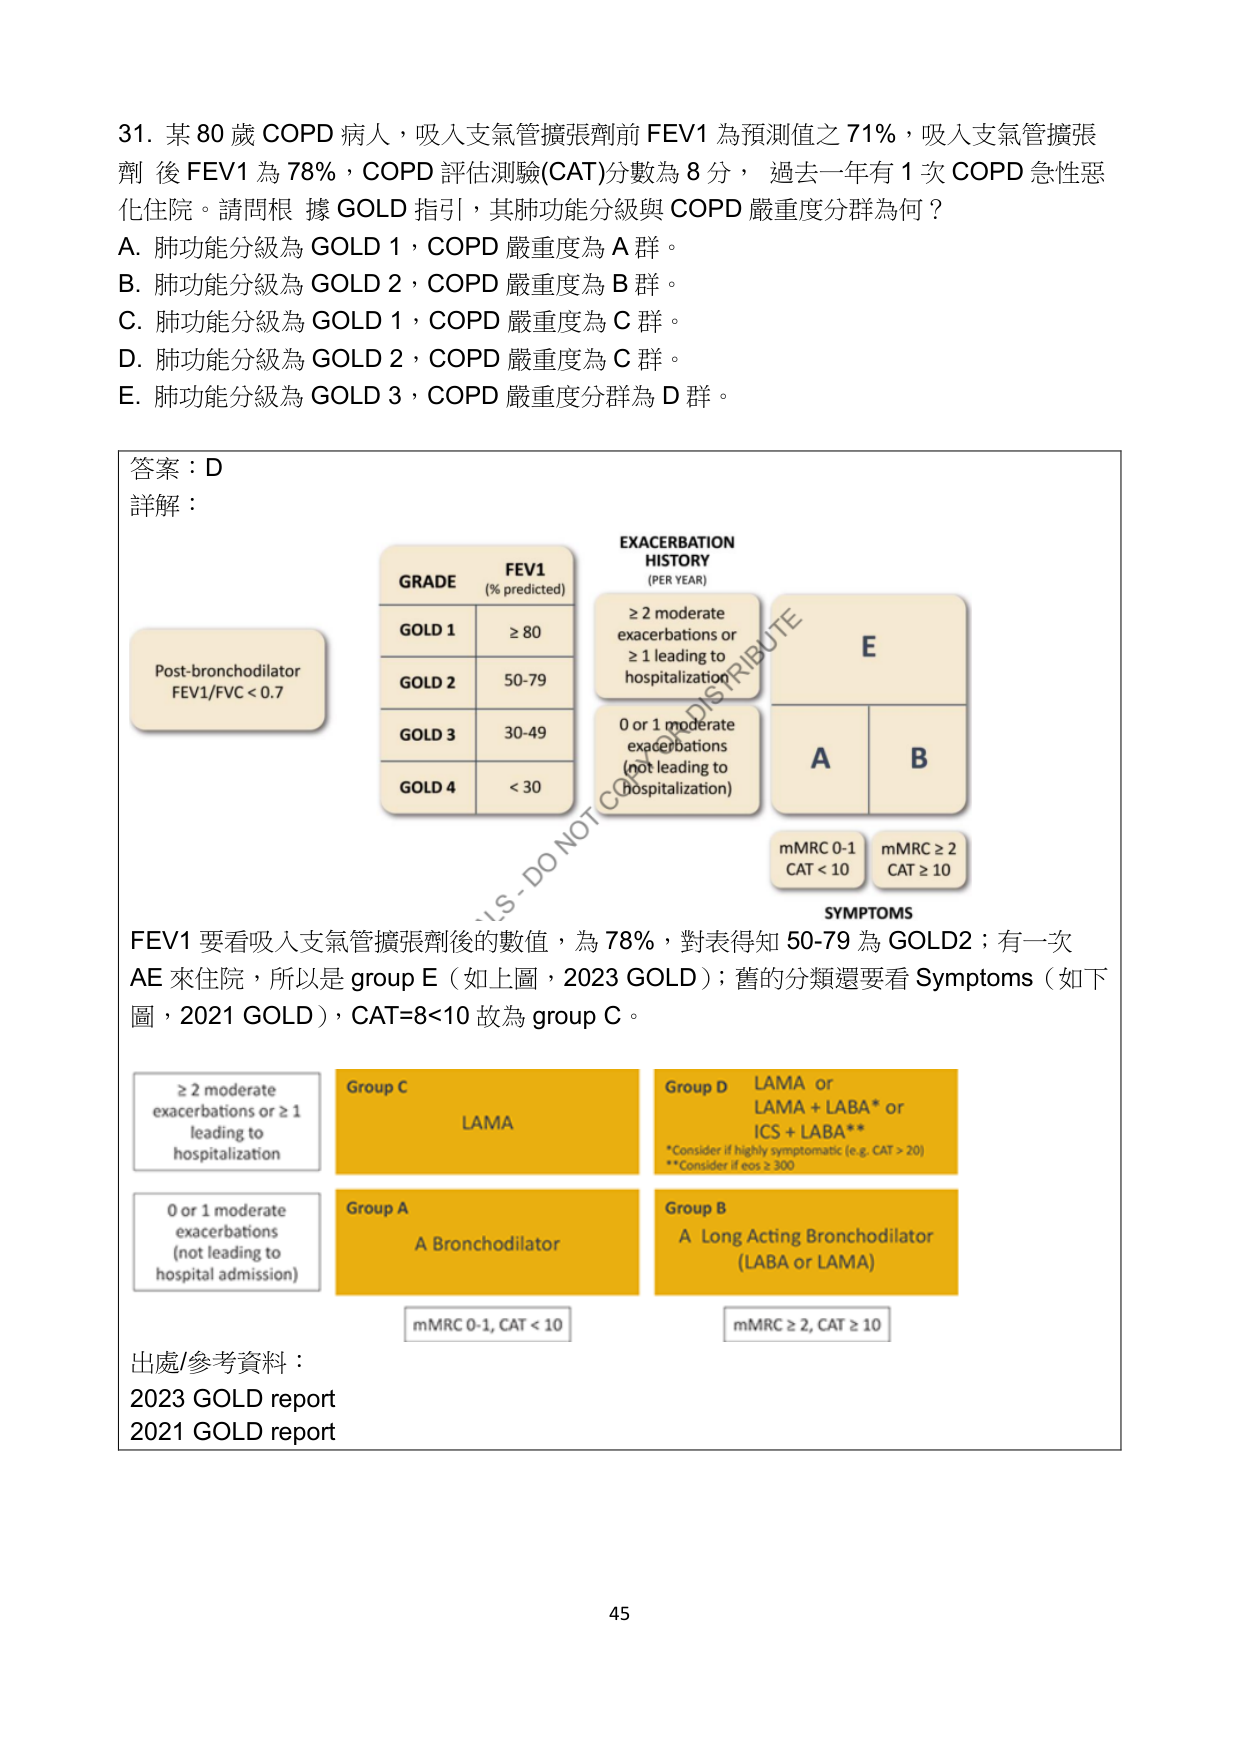 31. 某 80 歲 COPD 病人，吸入支氣管擴張劑前 FEV1 為預測值之 71%，吸入支氣管擴張
劑 後 FEV1 為 78%，COPD 評估測驗(CAT)分數為 8 分， 過去一年有 1 次 COPD 急性惡
化住院。請問根 據 GOLD 指引，其肺功能分級與 COPD 嚴重度分群為何？
A. 肺功能分級為 GOLD 1，COPD 嚴重度為 A 群。
B. 肺功能分級為 GOLD 2，COPD 嚴重度為 B 群。
C. 肺功能分級為 GOLD 1，COPD 嚴重度為 C 群。
D. 肺功能分級為 GOLD 2，COPD 嚴重度為 C 群。
E. 肺功能分級為 GOLD 3，COPD 嚴重度分群為 D 群。
答案：D
詳解：
Post-bronchodilator
FEV1/FVC < 0.7
GRADE
FEV1
(% predicted)
GOLD 1
≥ 80
GOLD 2
50-79
GOLD 3
30-49
GOLD 4
< 30
EXACERBATION
HISTORY
(PER YEAR)
≥ 2 moderate
exacerbations or
≥ 1 leading to
hospitalization
0 or 1 moderate
exacerbations
(not leading to
hospitalization)
E
A
B
mMRC 0-1
CAT < 10
mMRC ≥ 2
CAT ≥ 10
SYMPTOMS
LS - DO NOT COPY OR DISTRIBUTE
FEV1 要看吸入支氣管擴張劑後的數值，為 78%，對表得知 50-79 為 GOLD2；有一次
AE 來住院，所以是 group E（如上圖，2023 GOLD）；舊的分類還要看 Symptoms（如下
圖，2021 GOLD），CAT=8<10 故為 group C。
≥ 2 moderate
exacerbations or ≥ 1
leading to
hospitalization
Group C
LAMA
Group D
LAMA or
LAMA + LABA* or
ICS + LABA**
*Consider if highly symptomatic (e.g. CAT > 20)
**Consider if eos ≥ 300
0 or 1 moderate
exacerbations
(not leading to
hospital admission)
Group A
A Bronchodilator
Group B
A Long Acting Bronchodilator
(LABA or LAMA)
mMRC 0-1, CAT < 10
mMRC ≥ 2, CAT ≥ 10
出處/參考資料：
2023 GOLD report
2021 GOLD report
45